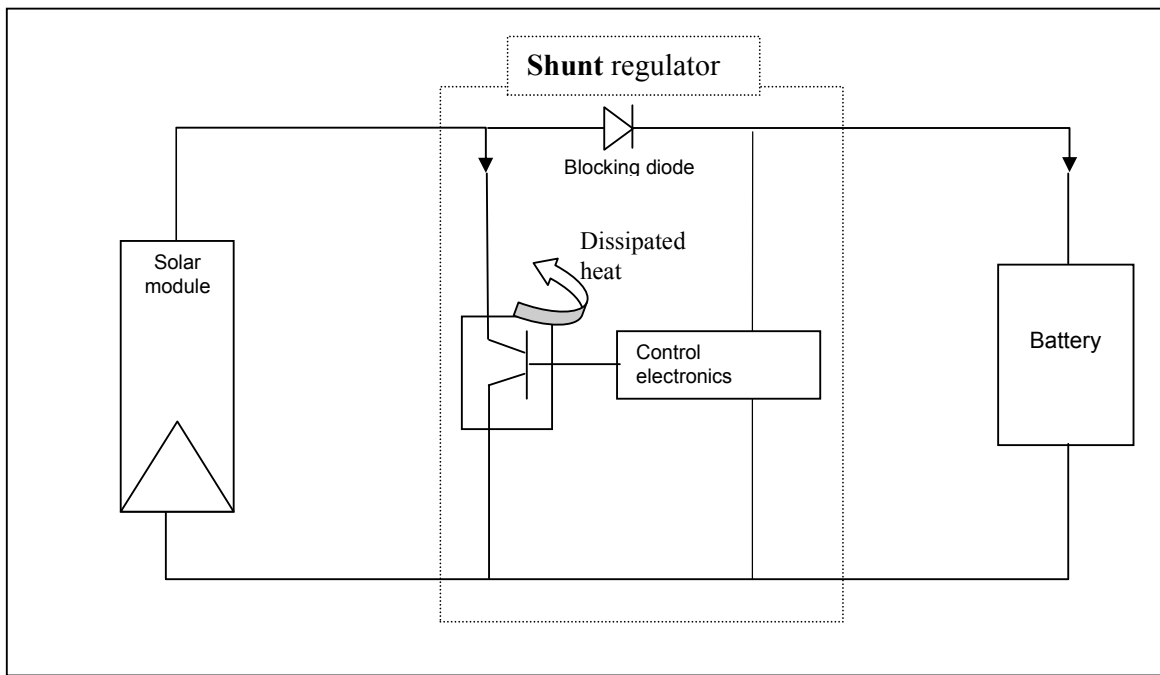 Shunt regulator
Blocking diode
Dissipated
heat
Solar
module
Control
electronics
Battery